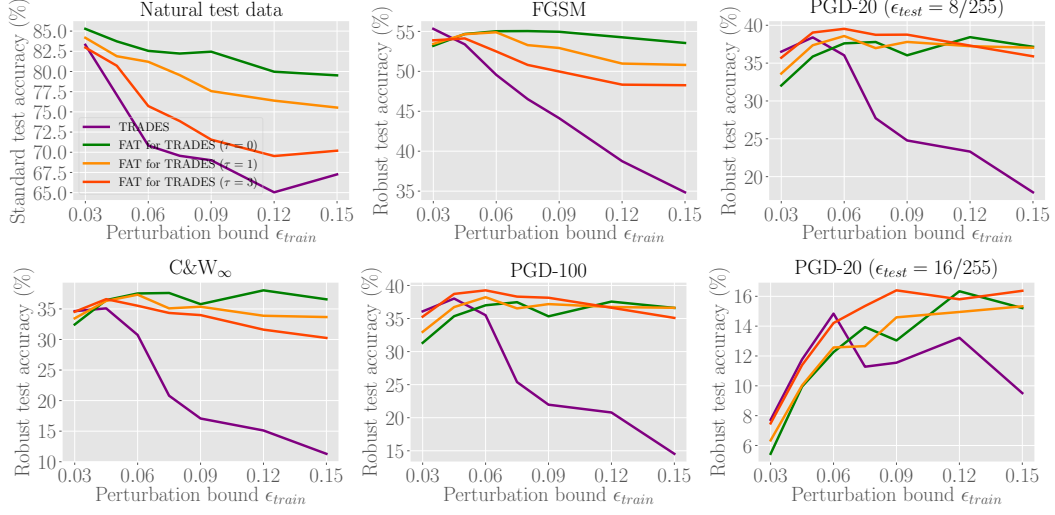 Natural test data
Standard test accuracy (%)
85.0
82.5
80.0
77.5
75.0
72.5
70.0
67.5
65.0
TRADES
FAT for TRADES (τ = 0)
FAT for TRADES (τ = 1)
FAT for TRADES (τ = 3)
0.03 0.06 0.09 0.12 0.15
Perturbation bound ϵtrain
FGSM
Robust test accuracy (%)
55
50
45
40
35
0.03 0.06 0.09 0.12 0.15
Perturbation bound ϵtrain
PGD-20 (ϵtest = 8/255)
Robust test accuracy (%)
40
35
30
25
20
0.03 0.06 0.09 0.12 0.15
Perturbation bound ϵtrain
C&W∞
Robust test accuracy (%)
35
30
25
20
15
10
0.03 0.06 0.09 0.12 0.15
Perturbation bound ϵtrain
PGD-100
Robust test accuracy (%)
40
35
30
25
20
15
0.03 0.06 0.09 0.12 0.15
Perturbation bound ϵtrain
PGD-20 (ϵtest = 16/255)
Robust test accuracy (%)
16
14
12
10
8
6
0.03 0.06 0.09 0.12 0.15
Perturbation bound ϵtrain